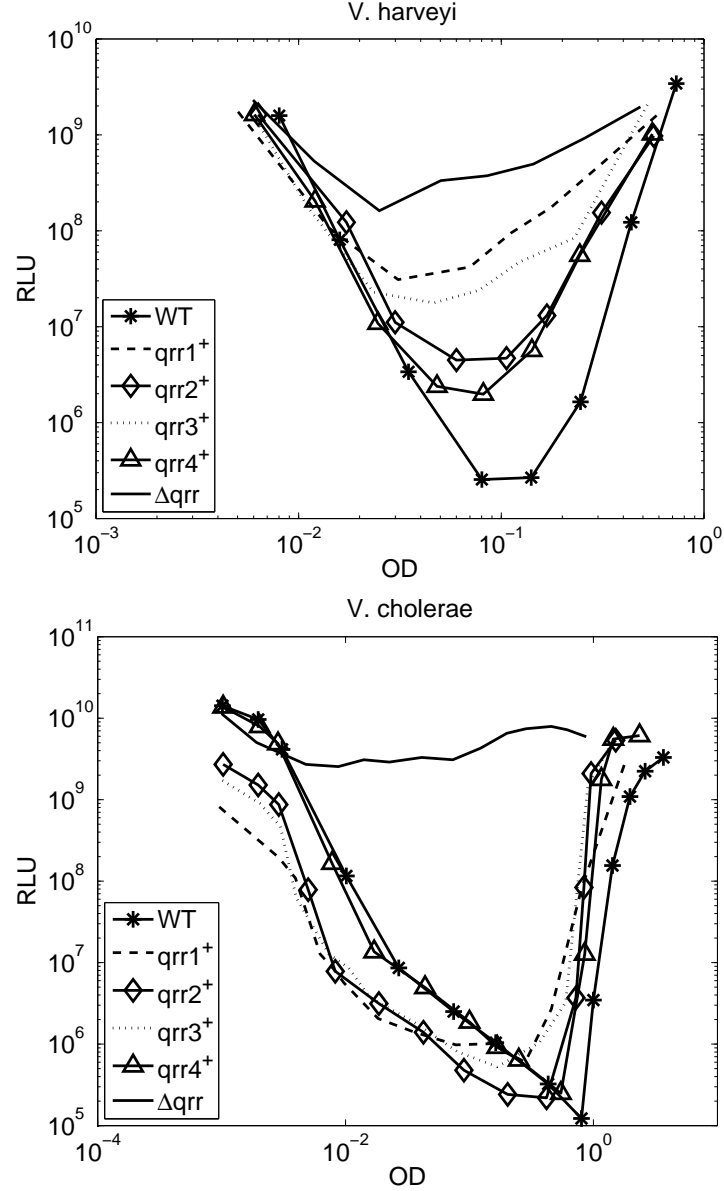 V. harveyi
10^10
10^9
10^8
10^7
10^6
10^5
RLU
WT
qrr1^+
qrr2^+
qrr3^+
qrr4^+
Δqrr
10^−3
10^−2
10^−1
10^0
OD
V. cholerae
10^11
10^10
10^9
10^8
10^7
10^6
10^5
RLU
WT
qrr1^+
qrr2^+
qrr3^+
qrr4^+
Δqrr
10^−4
10^−2
10^0
OD